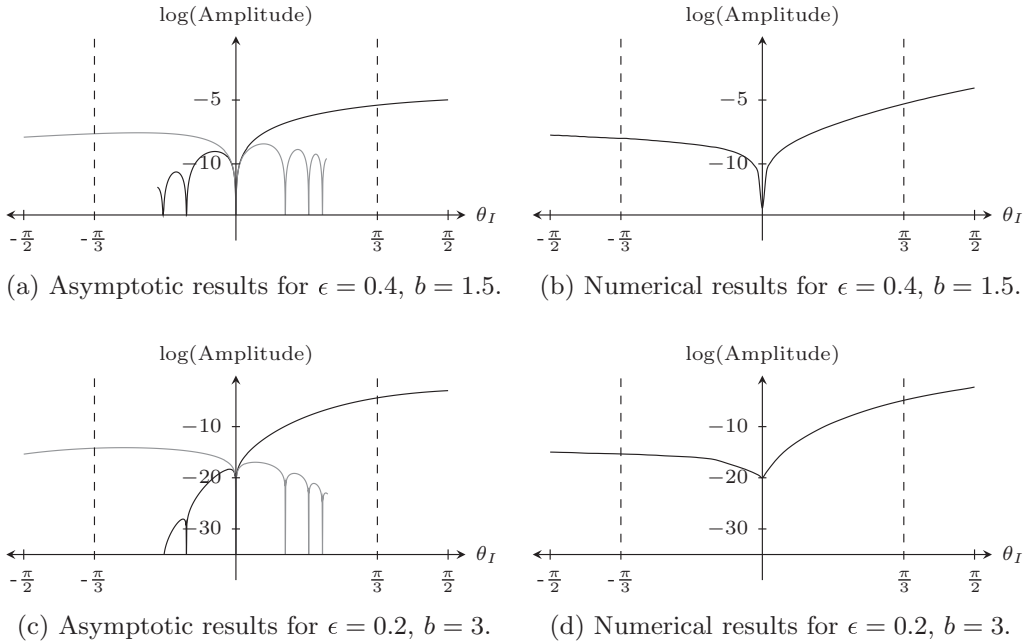 log(Amplitude) log(Amplitude)
−5 −5
−10 −10
θ_I θ_I
-π/2 -π/3 π/3 π/2 -π/2 -π/3 π/3 π/2
(a) Asymptotic results for ϵ = 0.4, b = 1.5. (b) Numerical results for ϵ = 0.4, b = 1.5.
log(Amplitude) log(Amplitude)
−10 −10
−20 −20
−30 −30
θ_I θ_I
-π/2 -π/3 π/3 π/2 -π/2 -π/3 π/3 π/2
(c) Asymptotic results for ϵ = 0.2, b = 3. (d) Numerical results for ϵ = 0.2, b = 3.